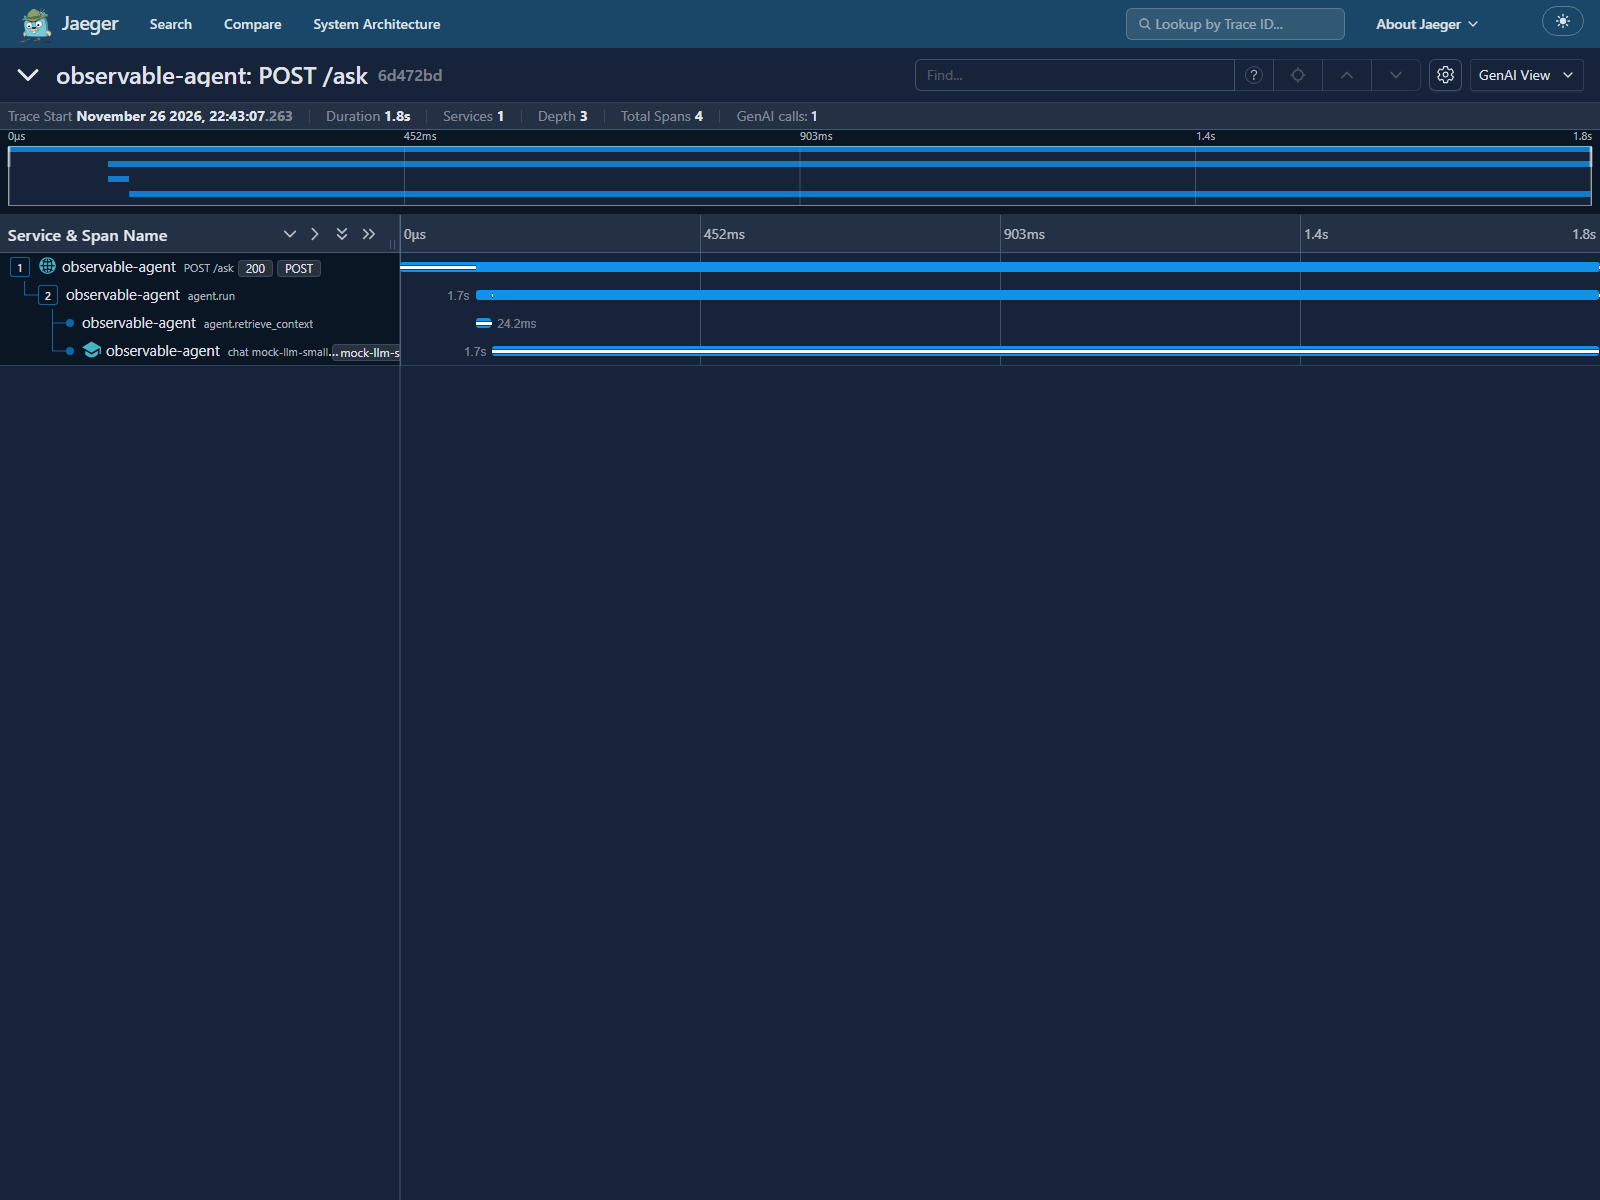 Jaeger Search Compare System Architecture Lookup by Trace ID... About Jaeger
observable-agent: POST /ask 6d472bd Find... ? GenAI View
Trace Start November 26 2026, 22:43:07.263 Duration 1.8s Services 1 Depth 3 Total Spans 4 GenAI calls: 1
0μs 452ms 903ms 1.4s 1.8s
Service & Span Name 0μs 452ms 903ms 1.4s 1.8s
1 observable-agent POST /ask 200 POST
2 observable-agent agent.run 1.7s
observable-agent agent.retrieve_context 24.2ms
observable-agent chat mock-llm-small... mock-llm-s 1.7s